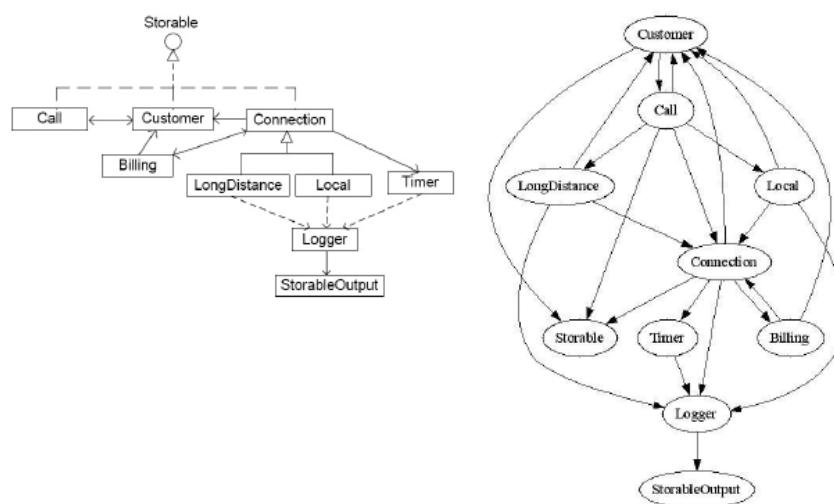 Storable
Call
Customer
Connection
Billing
LongDistance
Local
Timer
Logger
StorableOutput
Customer
Call
LongDistance
Local
Connection
Storable
Timer
Billing
Logger
StorableOutput